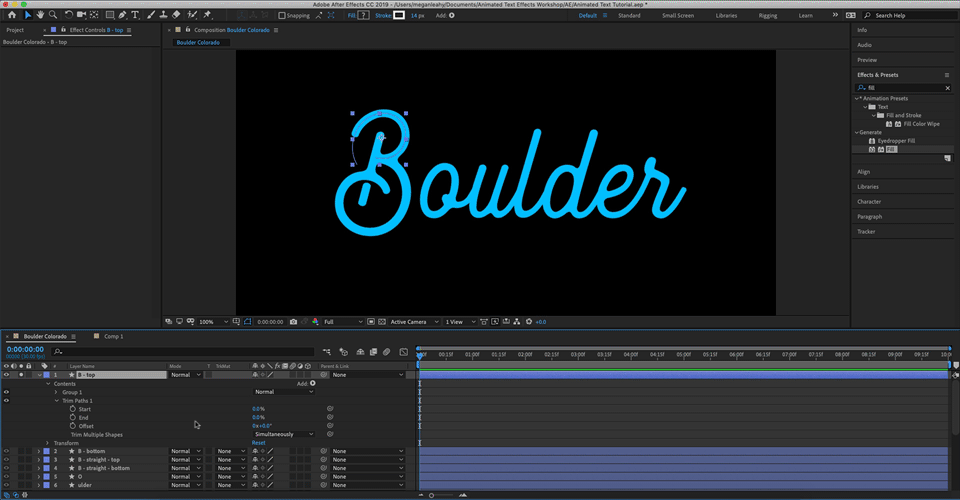 Adobe After Effects CC 2019 - /Users/meganleahy/Documents/Animated Text Effects Workshop/AE/Animated Text Tutorial.aep *
Snapping Fill: ? Stroke: 14 px Add: Default Standard Small Screen Libraries Rigging Learn Search Help
Project Effect Controls B - top Composition Boulder Colorado Info
Boulder Colorado - B - top Boulder Colorado
Audio
Preview
Effects & Presets
fill
* Animation Presets
Text
Fill and Stroke
Fill Color Wipe
Generate
Eyedropper Fill
Fill
Boulder
Align
Libraries
Character
Paragraph
Tracker
100% 0:00:00:00 Full Active Camera 1 View +0.0
Boulder Colorado Comp 1
0:00:00:00
00000 (30.00 fps)
:00f 00:15f 01:00f 01:15f 02:00f 02:15f 03:00f 03:15f 04:00f 04:15f 05:00f 05:15f 06:00f 06:15f 07:00f 07:15f 08:00f 08:15f 09:00f 09:15f 10:0
# Layer Name Mode T TrkMat Parent & Link
1 B - top Normal None
Contents Add:
Group 1 Normal
Trim Paths 1
Start 0.0%
End 0.0%
Offset 0x+0.0°
Trim Multiple Shapes Simultaneously
Transform Reset
2 B - bottom Normal None None
3 B - straight - top Normal None None
4 B - straight - bottom Normal None None
5 O Normal None None
6 ulder Normal None None